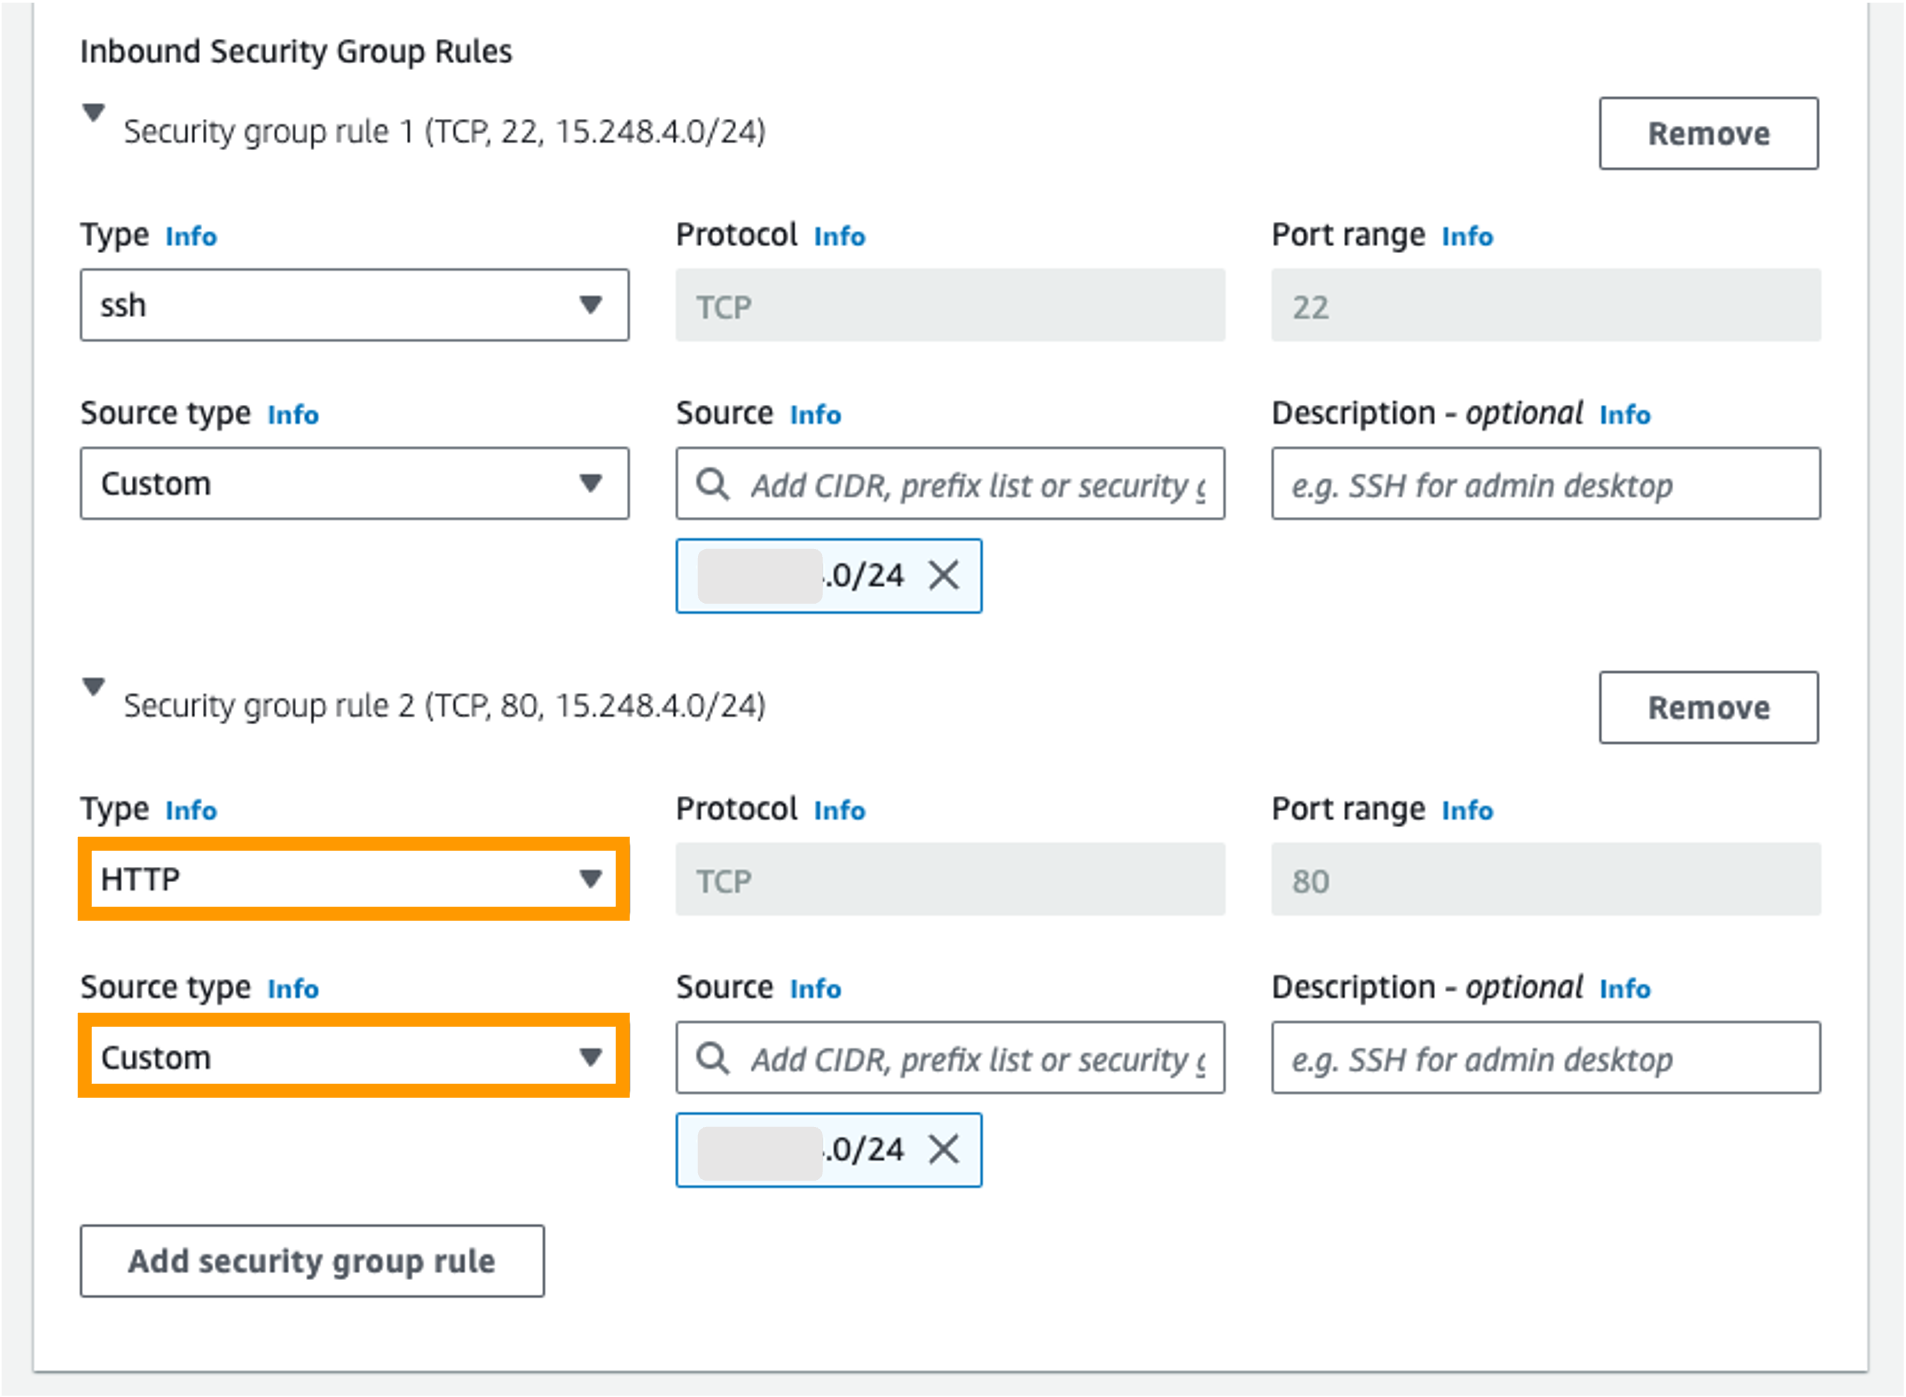 Inbound Security Group Rules
Security group rule 1 (TCP, 22, 15.248.4.0/24)
Remove
Type Info
Protocol Info
Port range Info
ssh
TCP
22
Source type Info
Source Info
Description - optional Info
Custom
Add CIDR, prefix list or security
e.g. SSH for admin desktop
.0/24
Security group rule 2 (TCP, 80, 15.248.4.0/24)
Remove
Type Info
Protocol Info
Port range Info
HTTP
TCP
80
Source type Info
Source Info
Description - optional Info
Custom
Add CIDR, prefix list or security
e.g. SSH for admin desktop
.0/24
Add security group rule